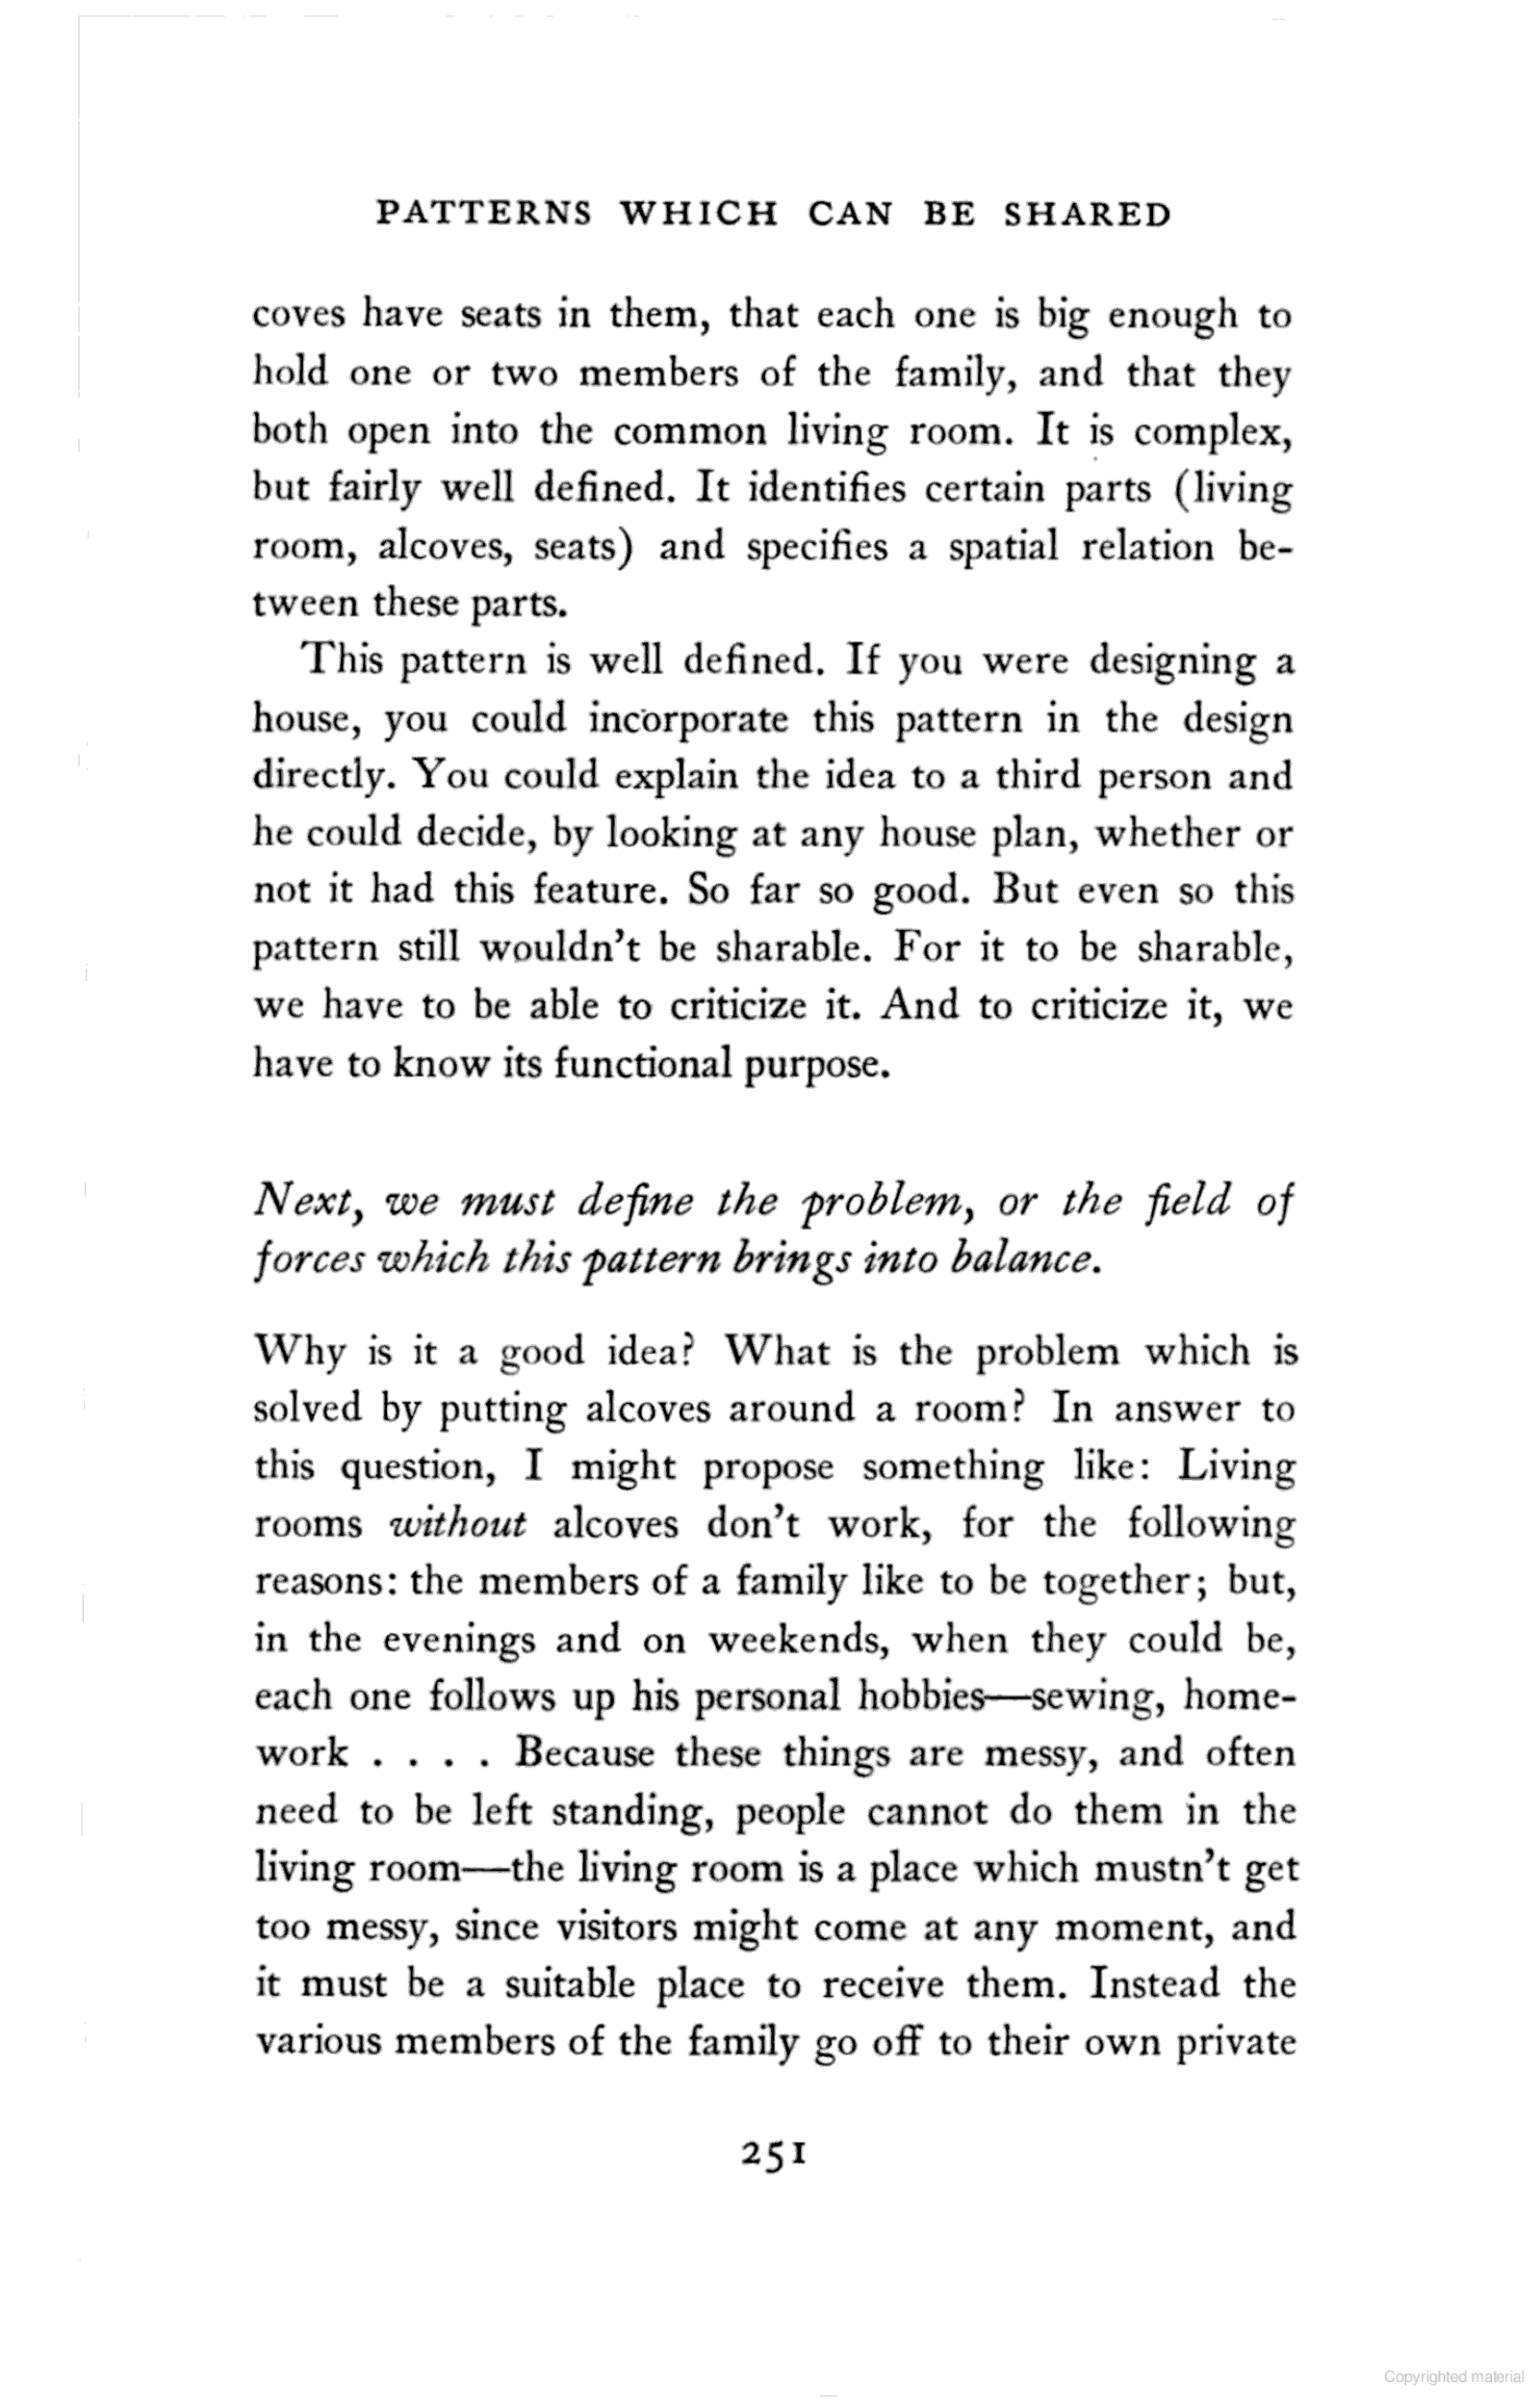 PATTERNS WHICH CAN BE SHARED
coves have seats in them, that each one is big enough to
hold one or two members of the family, and that they
both open into the common living room. It is complex,
but fairly well defined. It identifies certain parts (living
room, alcoves, seats) and specifies a spatial relation be-
tween these parts.
This pattern is well defined. If you were designing a
house, you could incorporate this pattern in the design
directly. You could explain the idea to a third person and
he could decide, by looking at any house plan, whether or
not it had this feature. So far so good. But even so this
pattern still wouldn't be sharable. For it to be sharable,
we have to be able to criticize it. And to criticize it, we
have to know its functional purpose.
Next, we must define the problem, or the field of
forces which this pattern brings into balance.
Why is it a good idea? What is the problem which is
solved by putting alcoves around a room? In answer to
this question, I might propose something like: Living
rooms without alcoves don't work, for the following
reasons: the members of a family like to be together; but,
in the evenings and on weekends, when they could be,
each one follows up his personal hobbies—sewing, home-
work . . . . Because these things are messy, and often
need to be left standing, people cannot do them in the
living room—the living room is a place which mustn't get
too messy, since visitors might come at any moment, and
it must be a suitable place to receive them. Instead the
various members of the family go off to their own private
251
Copyrighted material